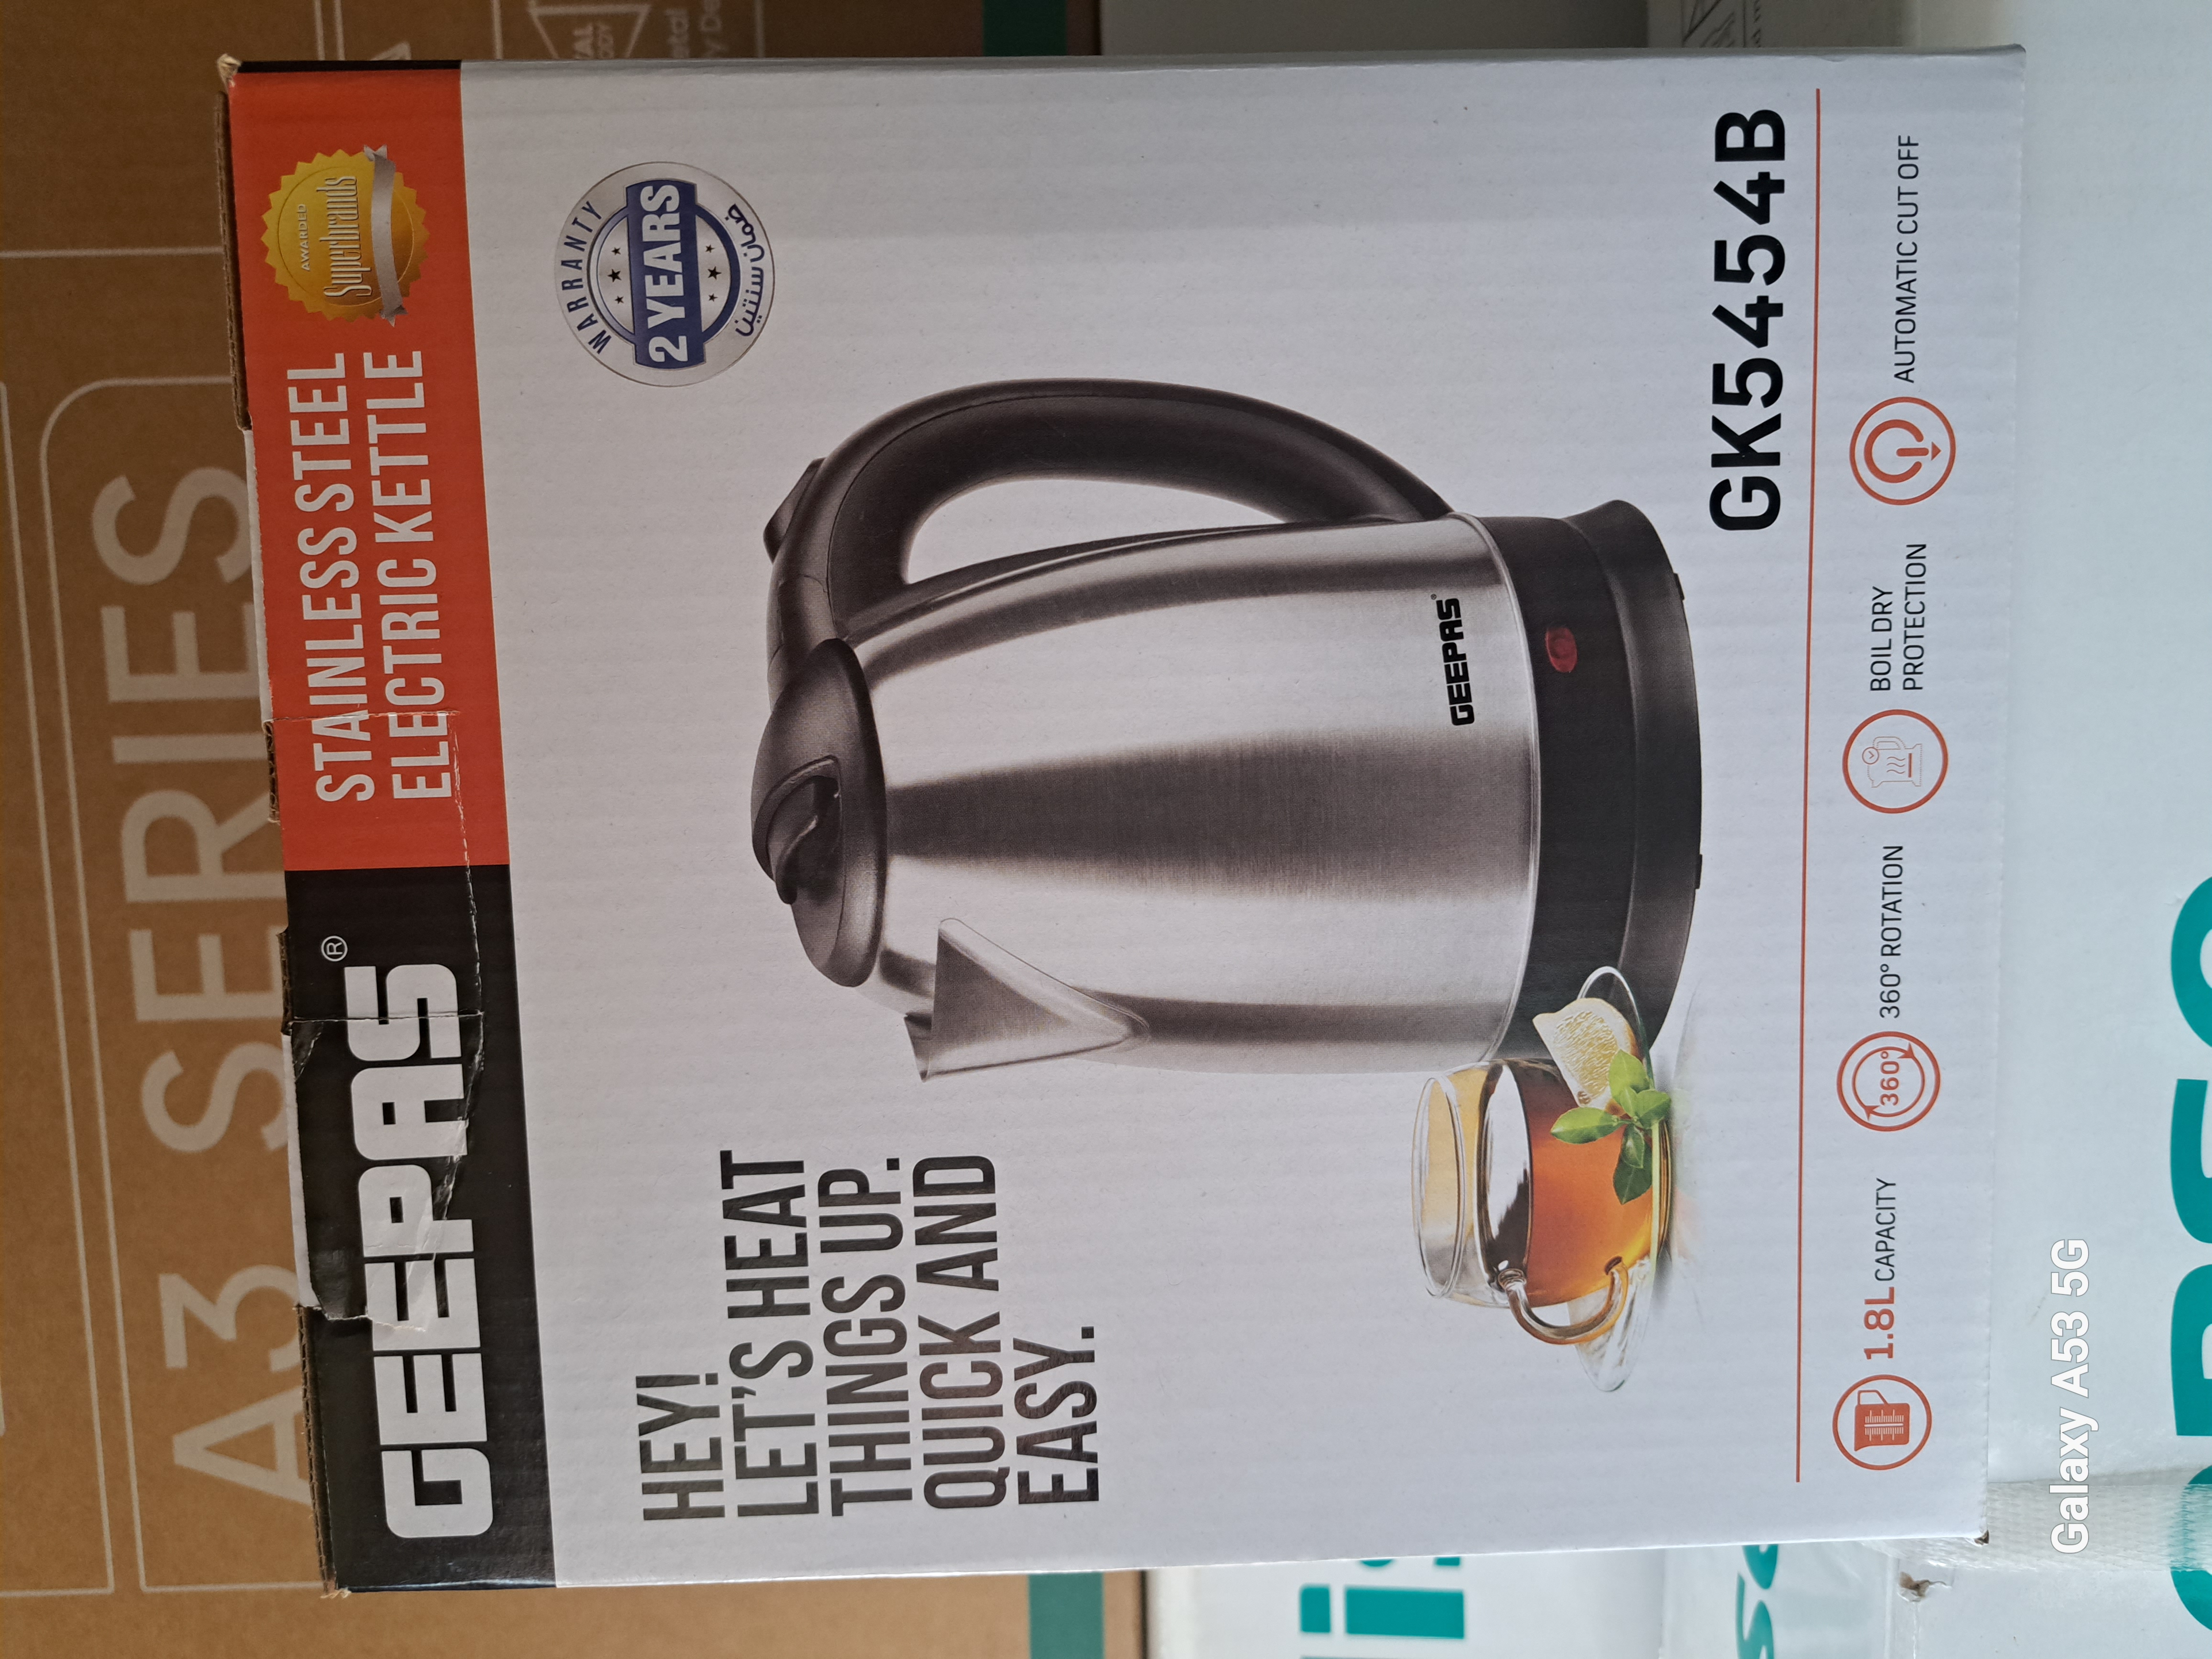 A3 SERIES
GEEPAS®
STAINLESS STEEL
ELECTRIC KETTLE
AWARDED
Superbrands
WARRANTY
2 YEARS
ضمان سنتين
HEY!
LET'S HEAT
THINGS UP.
QUICK AND
EASY.
GEEPAS
GK5454B
1.8L CAPACITY
360°
360° ROTATION
BOIL DRY
PROTECTION
AUTOMATIC CUT OFF
Galaxy A53 5G